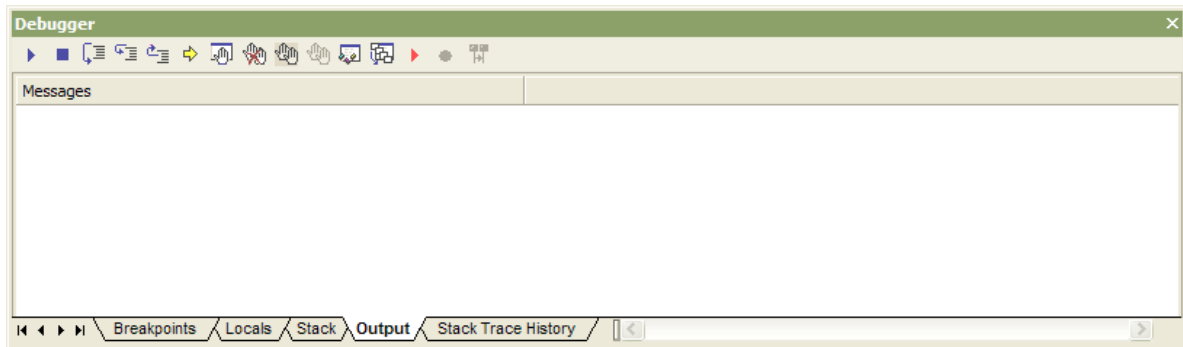 Debugger
Messages
Breakpoints Locals Stack Output Stack Trace History